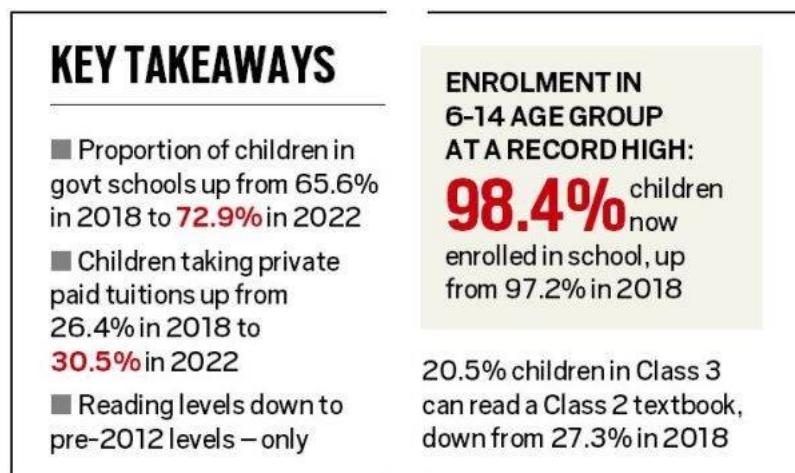 KEY TAKEAWAYS
■ Proportion of children in
govt schools up from 65.6%
in 2018 to 72.9% in 2022
■ Children taking private
paid tuitions up from
26.4% in 2018 to
30.5% in 2022
■ Reading levels down to
pre-2012 levels – only
20.5% children in Class 3
can read a Class 2 textbook,
down from 27.3% in 2018
ENROLMENT IN
6-14 AGE GROUP
AT A RECORD HIGH:
98.4% children
now
enrolled in school, up
from 97.2% in 2018